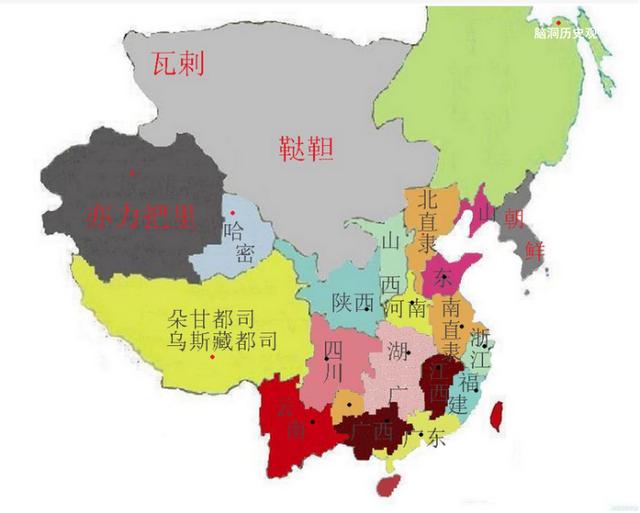 脑洞历史观
瓦剌
鞑靼
亦力把里
哈密
北直隶
山东
朝鲜
山西
陕西
河南
南直隶
朵甘都司
乌斯藏都司
四川
湖广
江西
浙江
福建
云南
广西
广东